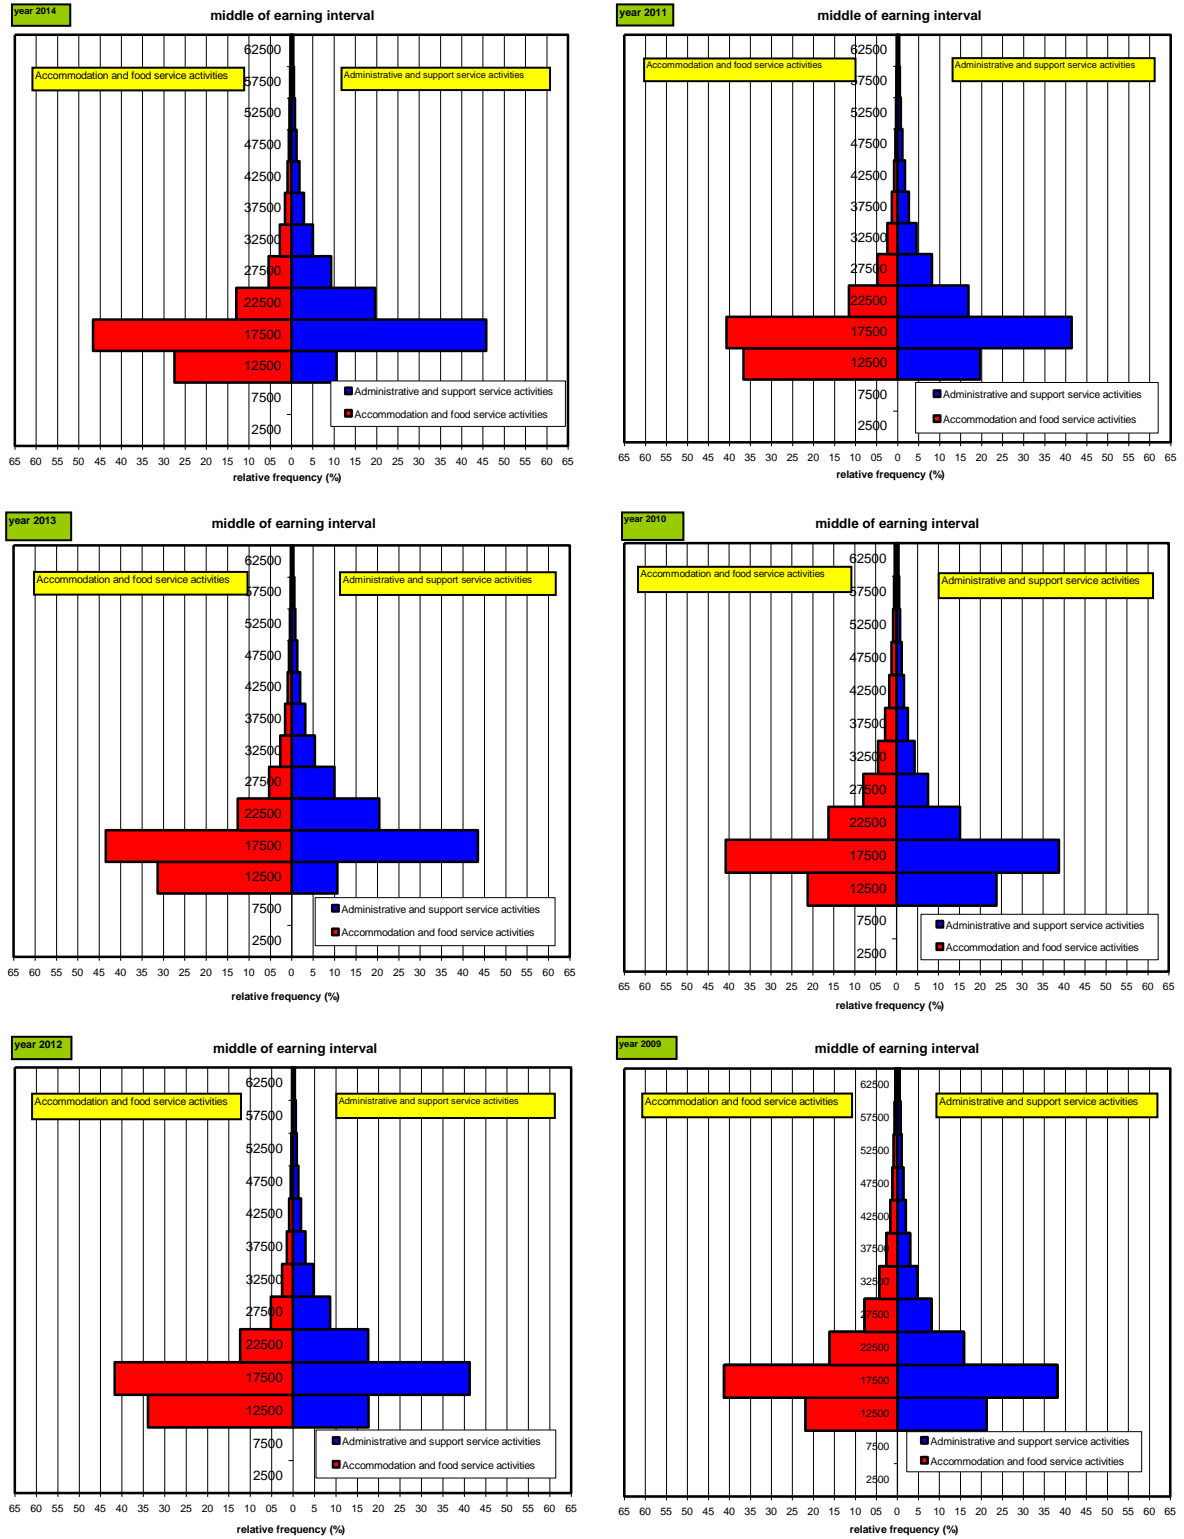 year 2014
middle of earning interval
62500
Accommodation and food service activities
Administrative and support service activities
57500
52500
47500
42500
37500
32500
27500
22500
17500
12500
7500
2500
Administrative and support service activities
Accommodation and food service activities
65 60 55 50 45 40 35 30 25 20 15 10 05 0 5 10 15 20 25 30 35 40 45 50 55 60 65
relative frequency (%)
year 2011
middle of earning interval
62500
Accommodation and food service activities
Administrative and support service activities
57500
52500
47500
42500
37500
32500
27500
22500
17500
12500
7500
2500
Administrative and support service activities
Accommodation and food service activities
65 60 55 50 45 40 35 30 25 20 15 10 05 0 5 10 15 20 25 30 35 40 45 50 55 60 65
relative frequency (%)
year 2013
middle of earning interval
62500
Accommodation and food service activities
Administrative and support service activities
57500
52500
47500
42500
37500
32500
27500
22500
17500
12500
7500
2500
Administrative and support service activities
Accommodation and food service activities
65 60 55 50 45 40 35 30 25 20 15 10 05 0 5 10 15 20 25 30 35 40 45 50 55 60 65
relative frequency (%)
year 2010
middle of earning interval
62500
Accommodation and food service activities
Administrative and support service activities
57500
52500
47500
42500
37500
32500
27500
22500
17500
12500
7500
2500
Administrative and support service activities
Accommodation and food service activities
65 60 55 50 45 40 35 30 25 20 15 10 05 0 5 10 15 20 25 30 35 40 45 50 55 60 65
relative frequency (%)
year 2012
middle of earning interval
62500
Accommodation and food service activities
Administrative and support service activities
57500
52500
47500
42500
37500
32500
27500
22500
17500
12500
7500
2500
Administrative and support service activities
Accommodation and food service activities
65 60 55 50 45 40 35 30 25 20 15 10 05 0 5 10 15 20 25 30 35 40 45 50 55 60 65
relative frequency (%)
year 2009
middle of earning interval
62500
Accommodation and food service activities
Administrative and support service activities
57500
52500
47500
42500
37500
32500
27500
22500
17500
12500
7500
2500
Administrative and support service activities
Accommodation and food service activities
65 60 55 50 45 40 35 30 25 20 15 10 05 0 5 10 15 20 25 30 35 40 45 50 55 60 65
relative frequency (%)